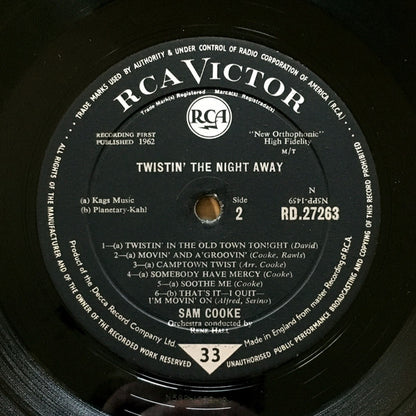 TRADE MARKS USED BY AUTHORITY & UNDER CONTROL OF RADIO CORPORATION OF AMERICA (R.C.A.)
RCA VICTOR
Trade Mark(s) Registered Marca(s) Registrada(s)
RCA
RECORDING FIRST
PUBLISHED 1962
"New Orthophonic"
High Fidelity
M/T
TWISTIN' THE NIGHT AWAY
(a) Kags Music
(b) Planetary-Kahl
Side
2
N
NSPP-1459
RD.27263
1—(a) TWISTIN' IN THE OLD TOWN TONIGHT (David)
2—(a) MOVIN' AND A'GROOVIN' (Cooke, Rawls)
3—(a) CAMPTOWN TWIST (Arr. Cooke)
4—(a) SOMEBODY HAVE MERCY (Cooke)
5—(a) SOOTHE ME (Cooke)
6—(b) THAT'S IT—I QUIT—
I'M MOVIN' ON (Alfred, Serino)
SAM COOKE
Orchestra conducted by
RENE HALL
Product of the Decca Record Company Ltd.
Made in England from master Recording of R.C.A.
33
ALL RIGHTS OF THE MANUFACTURER AND OF THE OWNER OF THE RECORDED WORK RESERVED
UNAUTHORISED PUBLIC PERFORMANCE BROADCASTING AND COPYING OF THIS RECORD PROHIBITED